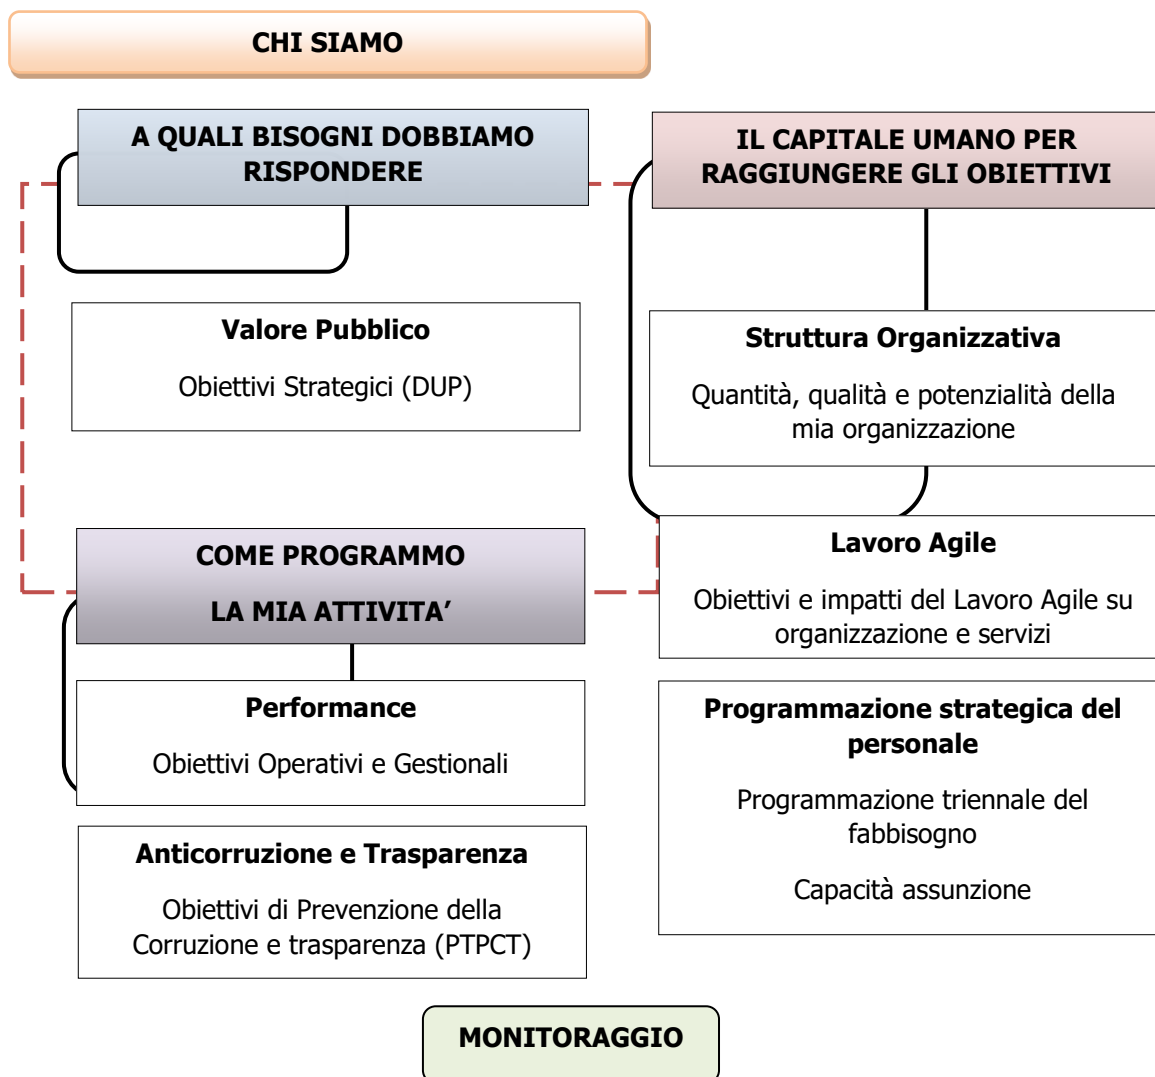 CHI SIAMO
A QUALI BISOGNI DOBBIAMO
RISPONDERE
Valore Pubblico
Obiettivi Strategici (DUP)
COME PROGRAMMO
LA MIA ATTIVITA’
Performance
Obiettivi Operativi e Gestionali
Anticorruzione e Trasparenza
Obiettivi di Prevenzione della
Corruzione e trasparenza (PTPCT)
IL CAPITALE UMANO PER
RAGGIUNGERE GLI OBIETTIVI
Struttura Organizzativa
Quantità, qualità e potenzialità della
mia organizzazione
Lavoro Agile
Obiettivi e impatti del Lavoro Agile su
organizzazione e servizi
Programmazione strategica del
personale
Programmazione triennale del
fabbisogno
Capacità assunzione
MONITORAGGIO